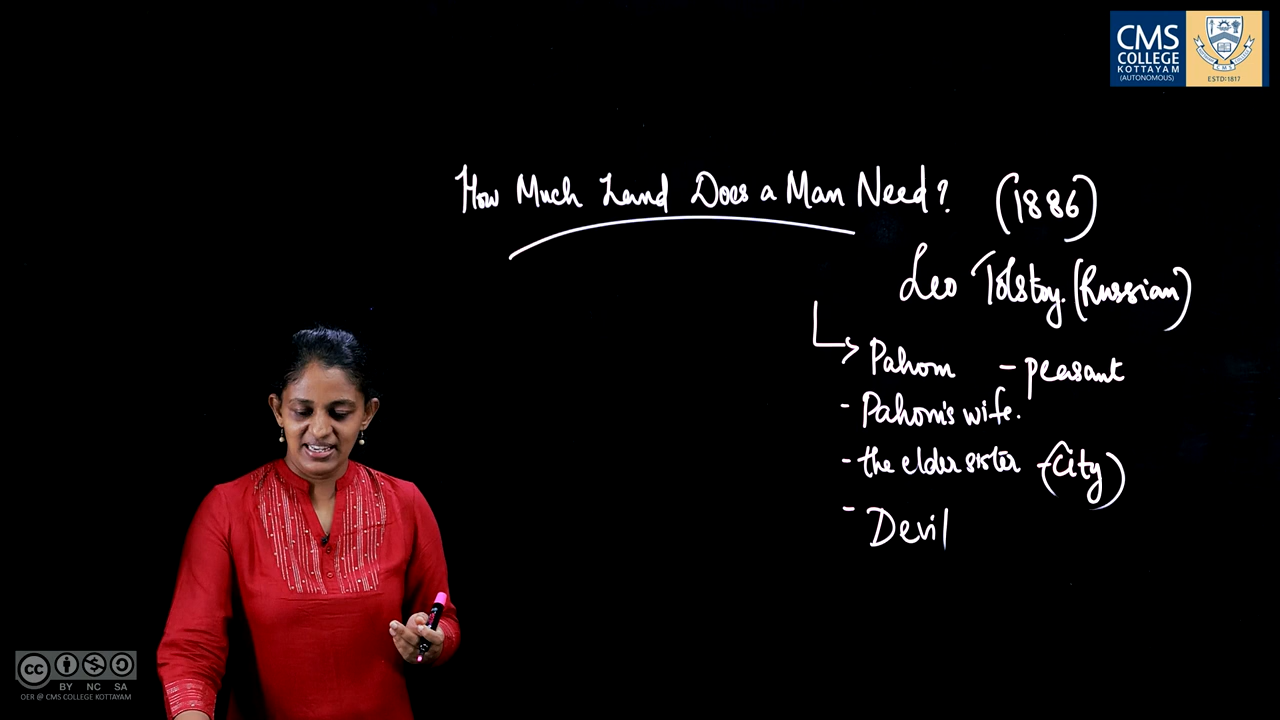 CMS
COLLEGE
KOTTAYAM
(AUTONOMOUS)
ESTD:1817
How Much Land Does a Man Need? (1886)
Leo Tolstoy. (Russian)
Pahom - peasant
- Pahom's wife.
- the elder sister - (City)
- Devil
CC
BY NC SA
OER @ CMS COLLEGE KOTTAYAM